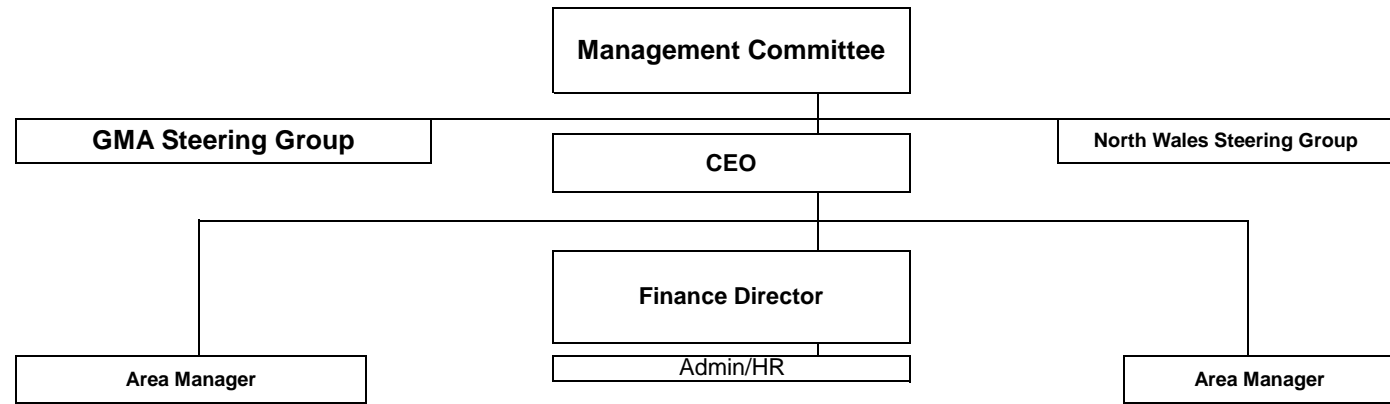 Management Committee
GMA Steering Group
North Wales Steering Group
CEO
Finance Director
Area Manager
Admin/HR
Area Manager